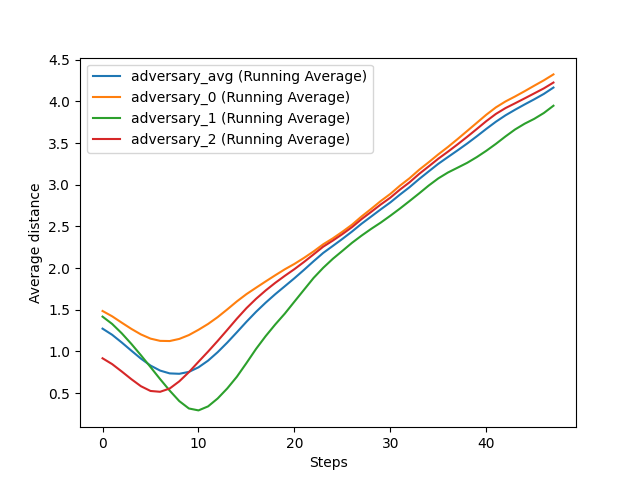 4.5
4.0
3.5
3.0
2.5
2.0
1.5
1.0
0.5
Average distance
adversary_avg (Running Average)
adversary_0 (Running Average)
adversary_1 (Running Average)
adversary_2 (Running Average)
0 10 20 30 40
Steps